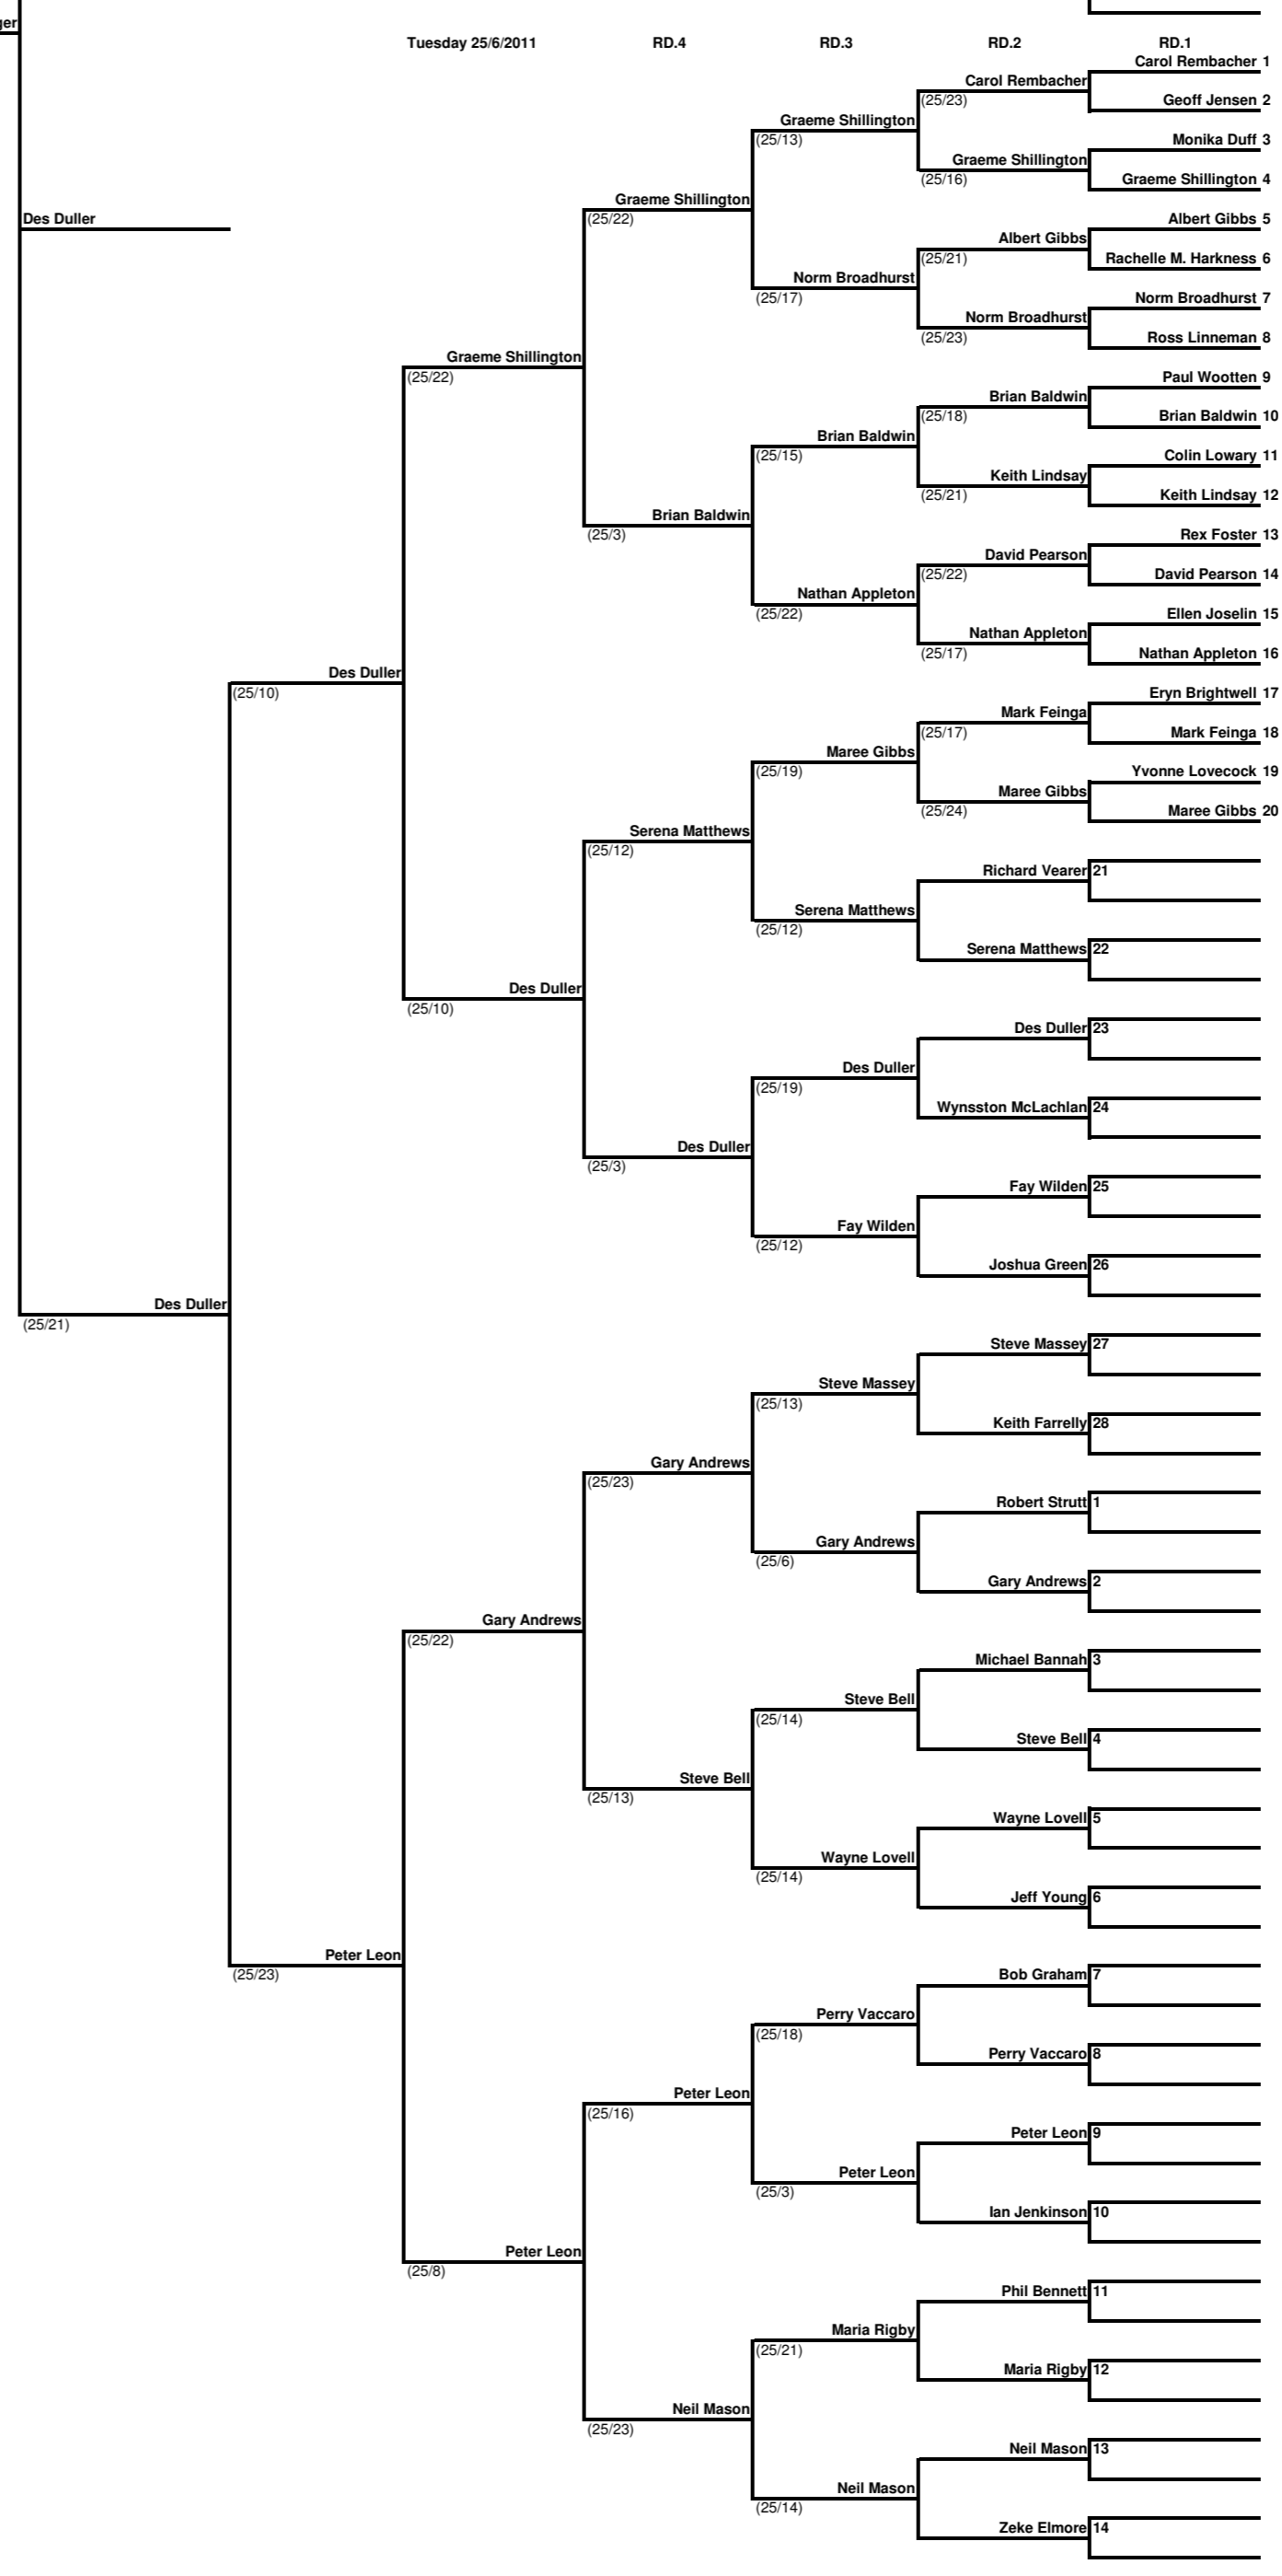 ger
Tuesday 25/6/2011 RD.4 RD.3 RD.2 RD.1
Carol Rembacher 1
Carol Rembacher
(25/23)
Geoff Jensen 2
Graeme Shillington
(25/13)
Monika Duff 3
Graeme Shillington
(25/16)
Graeme Shillington 4
Graeme Shillington
(25/22)
Des Duller
Albert Gibbs 5
Albert Gibbs
(25/21)
Rachelle M. Harkness 6
Norm Broadhurst
(25/17)
Norm Broadhurst 7
Norm Broadhurst
(25/23)
Ross Linneman 8
Graeme Shillington
(25/22)
Paul Wootten 9
Brian Baldwin
(25/18)
Brian Baldwin 10
Brian Baldwin
(25/15)
Colin Lowary 11
Keith Lindsay
(25/21)
Keith Lindsay 12
Brian Baldwin
(25/3)
Rex Foster 13
David Pearson
(25/22)
David Pearson 14
Nathan Appleton
(25/22)
Ellen Joselin 15
Nathan Appleton
(25/17)
Nathan Appleton 16
Des Duller
(25/10)
Eryn Brightwell 17
Mark Feinga
(25/17)
Mark Feinga 18
Maree Gibbs
(25/19)
Yvonne Lovecock 19
Maree Gibbs
(25/24)
Maree Gibbs 20
Serena Matthews
(25/12)
Richard Vearer 21
Serena Matthews
(25/12)
Serena Matthews 22
Des Duller
(25/10)
Des Duller 23
Des Duller
(25/19)
Wynsston McLachlan 24
Des Duller
(25/3)
Fay Wilden 25
Fay Wilden
(25/12)
Joshua Green 26
Des Duller
(25/21)
Steve Massey 27
Steve Massey
(25/13)
Keith Farrelly 28
Gary Andrews
(25/23)
Robert Strutt 1
Gary Andrews
(25/6)
Gary Andrews 2
Gary Andrews
(25/22)
Michael Bannah 3
Steve Bell
(25/14)
Steve Bell 4
Steve Bell
(25/13)
Wayne Lovell 5
Wayne Lovell
(25/14)
Jeff Young 6
Peter Leon
(25/23)
Bob Graham 7
Perry Vaccaro
(25/18)
Perry Vaccaro 8
Peter Leon
(25/16)
Peter Leon 9
Peter Leon
(25/3)
Ian Jenkinson 10
Peter Leon
(25/8)
Phil Bennett 11
Maria Rigby
(25/21)
Maria Rigby 12
Neil Mason
(25/23)
Neil Mason 13
Neil Mason
(25/14)
Zeke Elmore 14